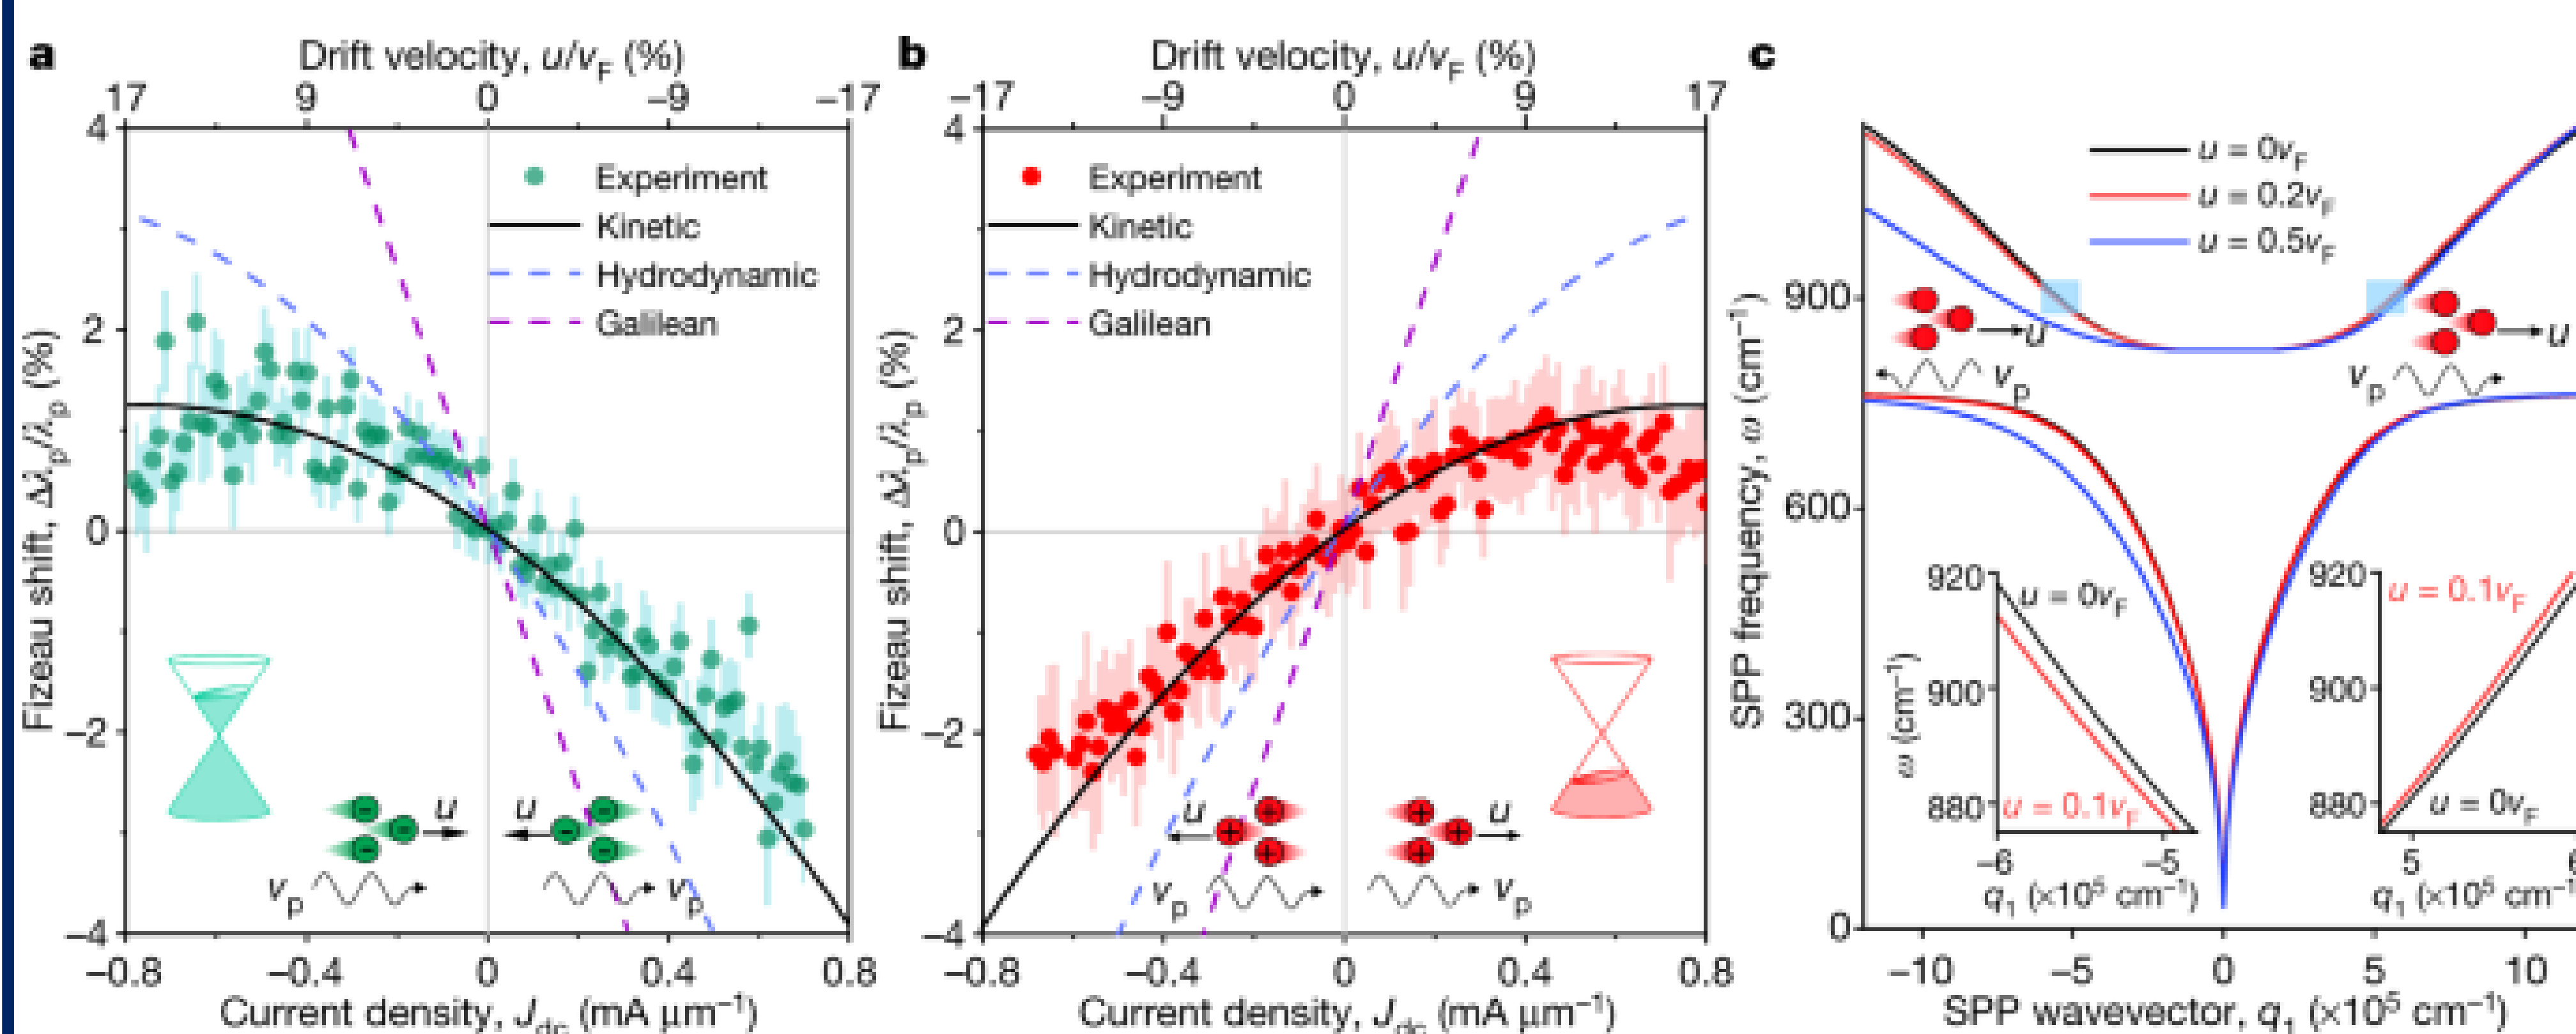 a
Drift velocity, u/vF (%)
17 9 0 −9 −17
4
2
0
−2
−4
Fizeau shift, Δλp/λp (%)
Experiment
Kinetic
Hydrodynamic
Galilean
− − − u
u − − −
vp
vp
−0.8 −0.4 0 0.4 0.8
Current density, Jdc (mA μm⁻¹)
b
Drift velocity, u/vF (%)
−17 −9 0 9 17
4
2
0
−2
−4
Fizeau shift, Δλp/λp (%)
Experiment
Kinetic
Hydrodynamic
Galilean
u + + +
+ + + u
vp
vp
−0.8 −0.4 0 0.4 0.8
Current density, Jdc (mA μm⁻¹)
c
u = 0vF
u = 0.2vF
u = 0.5vF
900
600
300
0
SPP frequency, ω (cm⁻¹)
u
vp
u
vp
920
900
880
ω (cm⁻¹)
u = 0vF
u = 0.1vF
−6 −5
q1 (×10⁵ cm⁻¹)
920
900
880
u = 0.1vF
u = 0vF
5
q1 (×10⁵ cm⁻¹
−10 −5 0 5 10
SPP wavevector, q1 (×10⁵ cm⁻¹)